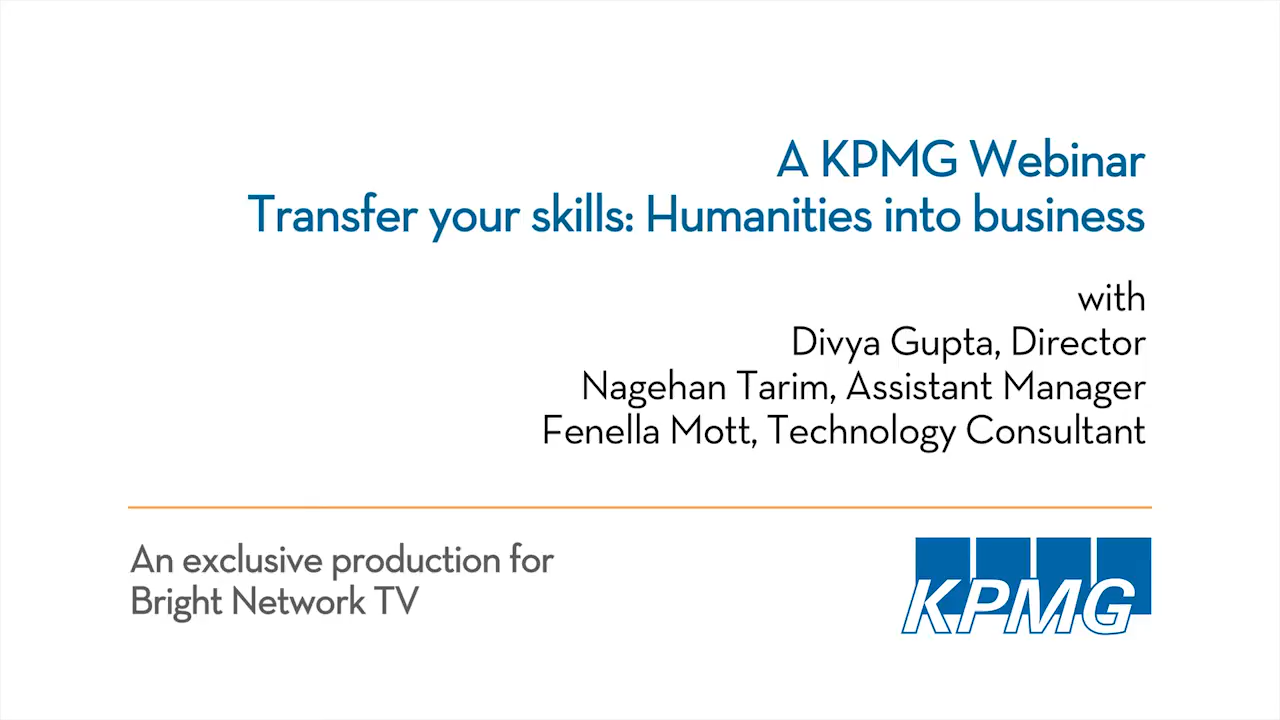 A KPMG Webinar
Transfer your skills: Humanities into business
with
Divya Gupta, Director
Nagehan Tarim, Assistant Manager
Fenella Mott, Technology Consultant
An exclusive production for
Bright Network TV
KPMG